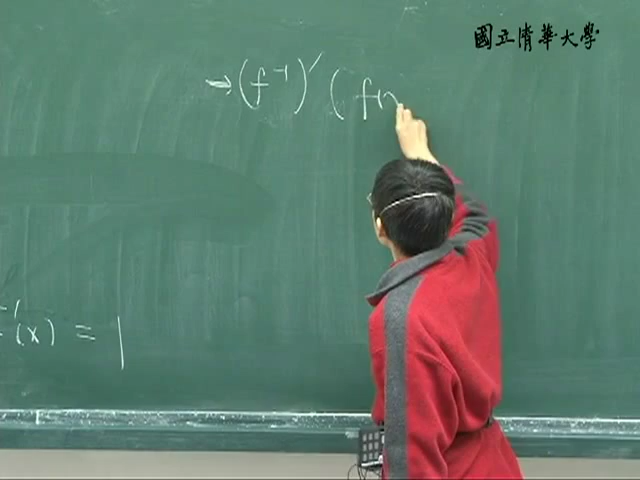 國立清華大學
→ (f⁻¹)′ ( f(
f′(x) = 1